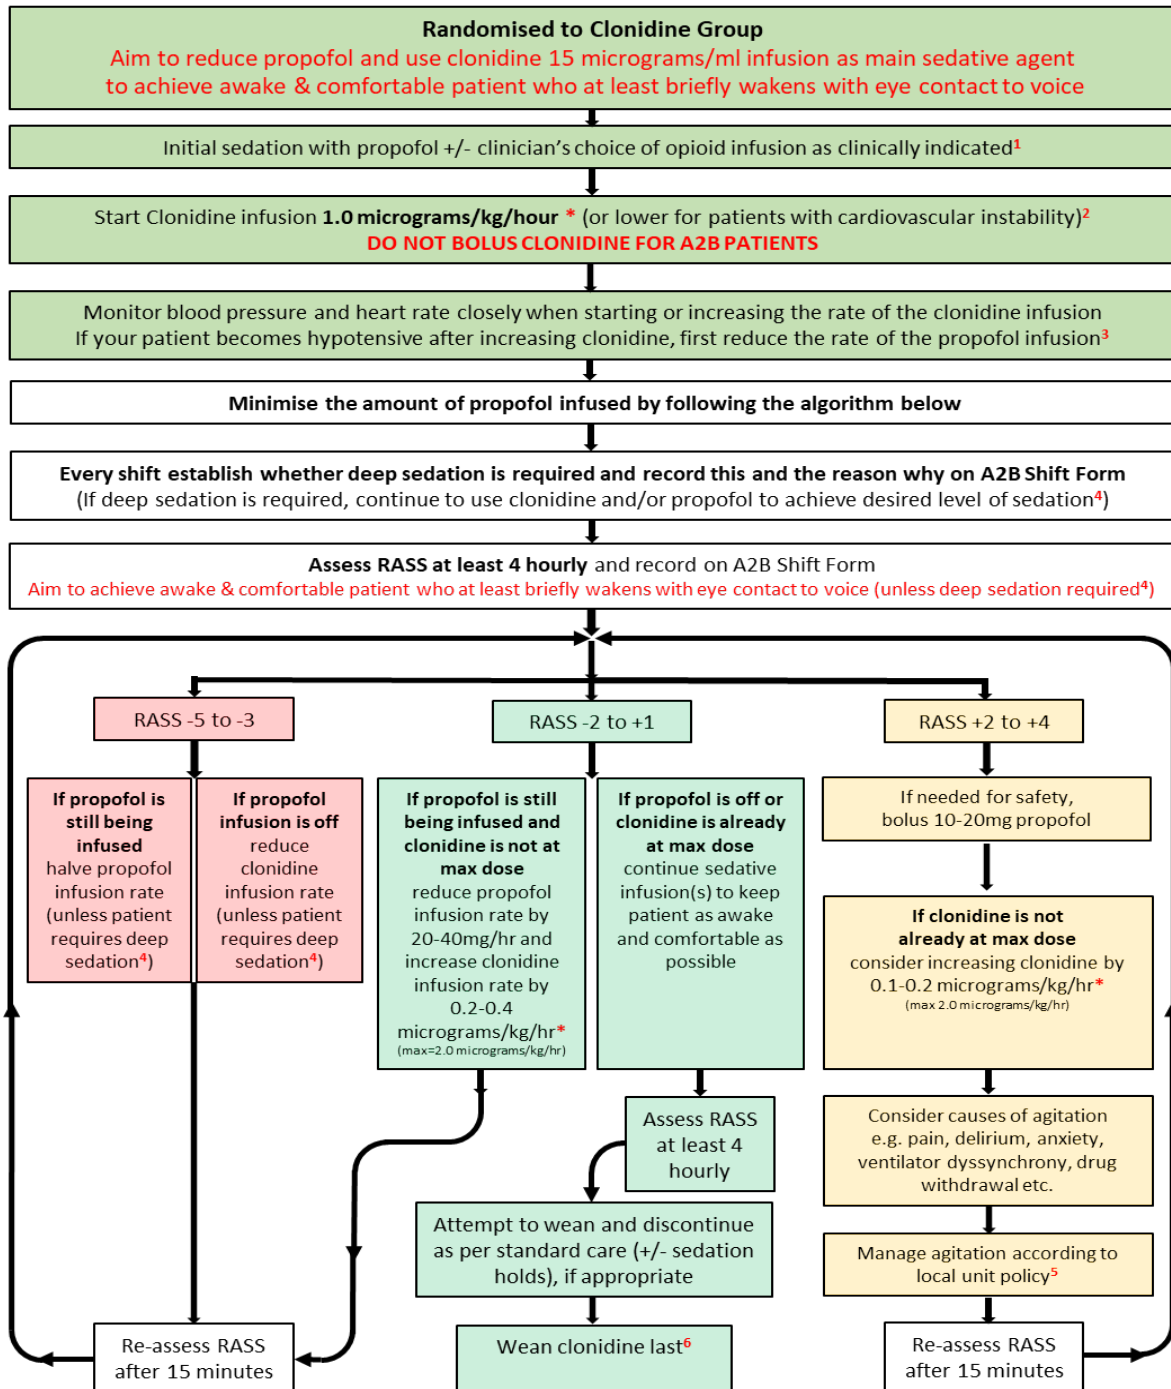 Randomised to Clonidine Group
Aim to reduce propofol and use clonidine 15 micrograms/ml infusion as main sedative agent
to achieve awake & comfortable patient who at least briefly wakens with eye contact to voice
Initial sedation with propofol +/- clinician's choice of opioid infusion as clinically indicated1
Start Clonidine infusion 1.0 micrograms/kg/hour * (or lower for patients with cardiovascular instability)2
DO NOT BOLUS CLONIDINE FOR A2B PATIENTS
Monitor blood pressure and heart rate closely when starting or increasing the rate of the clonidine infusion
If your patient becomes hypotensive after increasing clonidine, first reduce the rate of the propofol infusion3
Minimise the amount of propofol infused by following the algorithm below
Every shift establish whether deep sedation is required and record this and the reason why on A2B Shift Form
(If deep sedation is required, continue to use clonidine and/or propofol to achieve desired level of sedation4)
Assess RASS at least 4 hourly and record on A2B Shift Form
Aim to achieve awake & comfortable patient who at least briefly wakens with eye contact to voice (unless deep sedation required4)
RASS -5 to -3
If propofol is
still being
infused
halve propofol
infusion rate
(unless patient
requires deep
sedation4)
If propofol
infusion is off
reduce
clonidine
infusion rate
(unless patient
requires deep
sedation4)
Re-assess RASS
after 15 minutes
RASS -2 to +1
If propofol is still
being infused and
clonidine is not at
max dose
reduce propofol
infusion rate by
20-40mg/hr and
increase clonidine
infusion rate by
0.2-0.4
micrograms/kg/hr*
(max=2.0 micrograms/kg/hr)
If propofol is off or
clonidine is already
at max dose
continue sedative
infusion(s) to keep
patient as awake
and comfortable as
possible
Assess RASS
at least 4
hourly
Attempt to wean and discontinue
as per standard care (+/- sedation
holds), if appropriate
Wean clonidine last6
RASS +2 to +4
If needed for safety,
bolus 10-20mg propofol
If clonidine is not
already at max dose
consider increasing clonidine by
0.1-0.2 micrograms/kg/hr*
(max 2.0 micrograms/kg/hr)
Consider causes of agitation
e.g. pain, delirium, anxiety,
ventilator dyssynchrony, drug
withdrawal etc.
Manage agitation according to
local unit policy5
Re-assess RASS
after 15 minutes